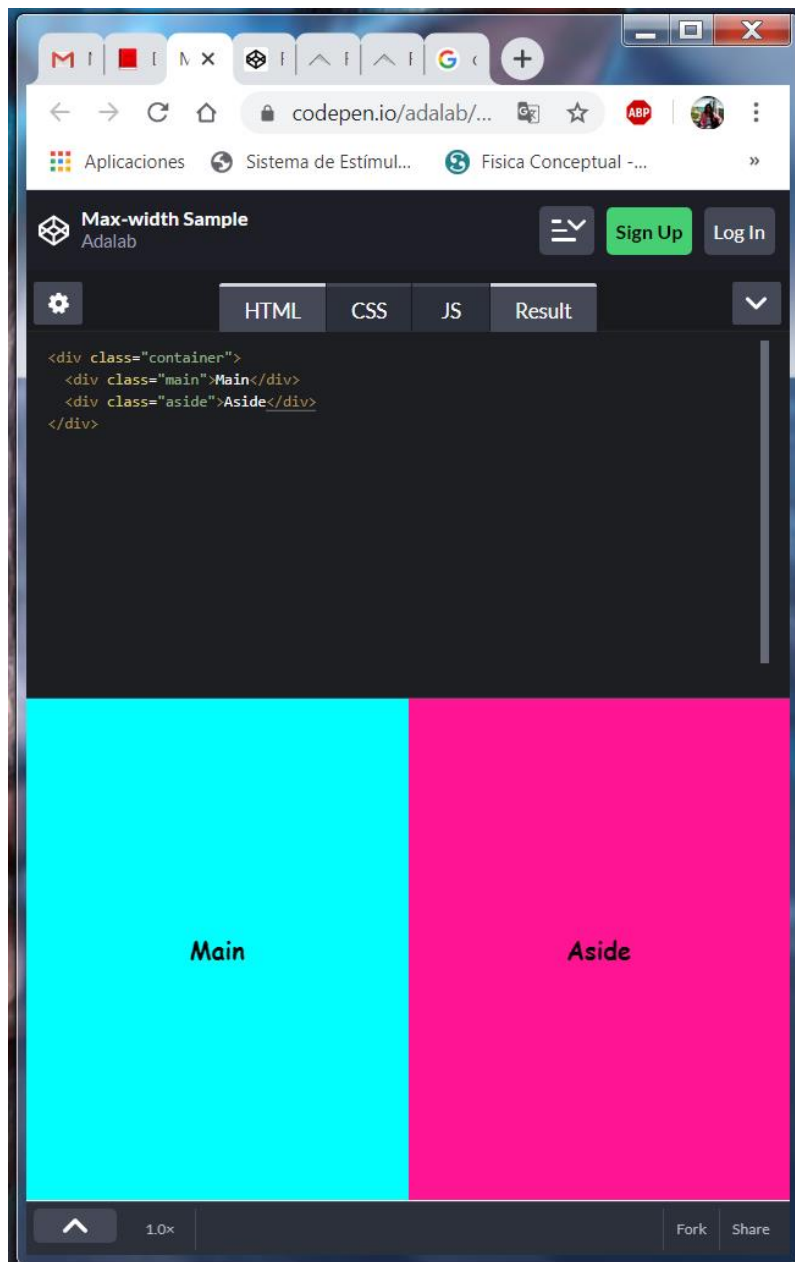 codepen.io/adalab/...
ABP
Aplicaciones
Sistema de Estímul...
Fisica Conceptual -...
»
Max-width Sample
Adalab
Sign Up
Log In
HTML
CSS
JS
Result
<div class="container">
<div class="main">Main</div>
<div class="aside">Aside</div>
</div>
Main
Aside
1.0×
Fork
Share